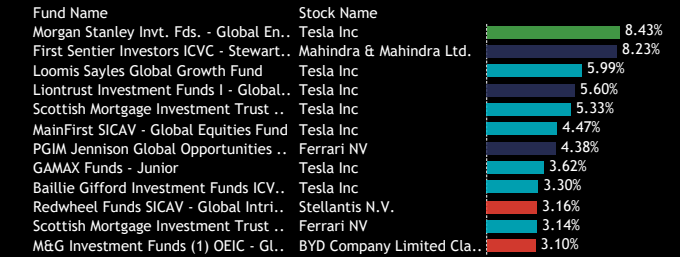 Fund Name Stock Name
Morgan Stanley Invt. Fds. - Global En.. Tesla Inc 8.43%
First Sentier Investors ICVC - Stewart.. Mahindra & Mahindra Ltd. 8.23%
Loomis Sayles Global Growth Fund Tesla Inc 5.99%
Liontrust Investment Funds I - Global.. Tesla Inc 5.60%
Scottish Mortgage Investment Trust .. Tesla Inc 5.33%
MainFirst SICAV - Global Equities Fund Tesla Inc 4.47%
PGIM Jennison Global Opportunities .. Ferrari NV 4.38%
GAMAX Funds - Junior Tesla Inc 3.62%
Baillie Gifford Investment Funds ICV.. Tesla Inc 3.30%
Redwheel Funds SICAV - Global Intri.. Stellantis N.V. 3.16%
Scottish Mortgage Investment Trust .. Ferrari NV 3.14%
M&G Investment Funds (1) OEIC - Gl.. BYD Company Limited Cla.. 3.10%